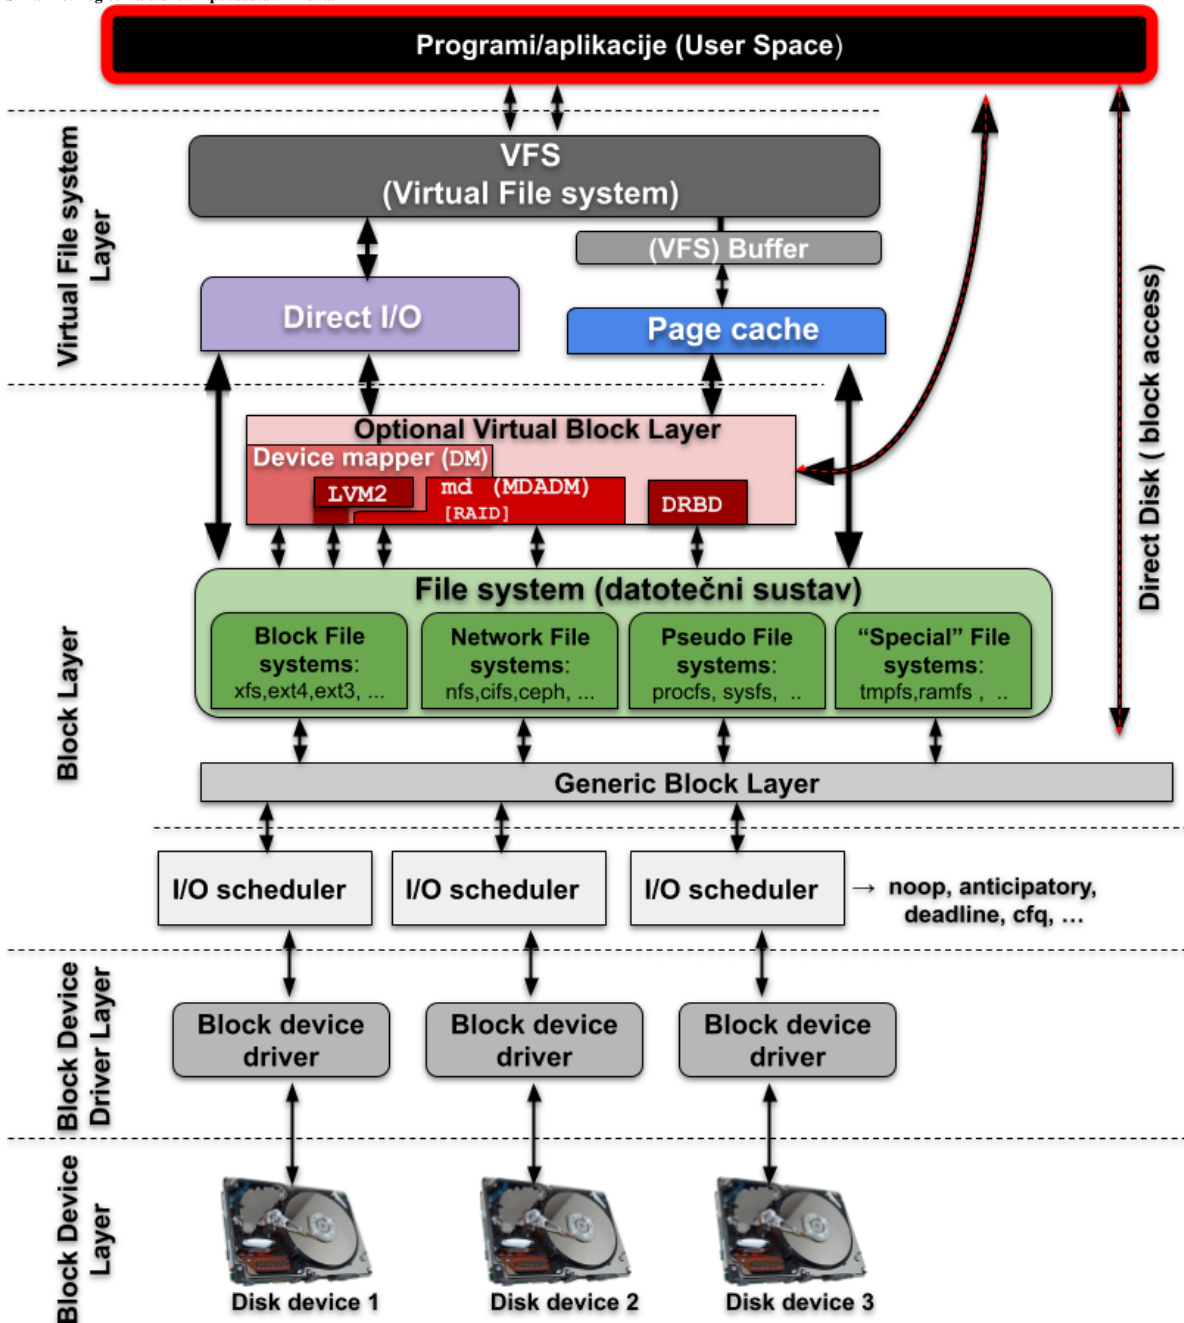 Programi/aplikacije (User Space)
Virtual File system
Layer
VFS
(Virtual File system)
(VFS) Buffer
Direct I/O
Page cache
Direct Disk ( block access)
Optional Virtual Block Layer
Device mapper (DM)
LVM2
md (MDADM)
[RAID]
DRBD
Block Layer
File system (datotečni sustav)
Block File
systems:
xfs,ext4,ext3, ...
Network File
systems:
nfs,cifs,ceph, ...
Pseudo File
systems:
procfs, sysfs, ..
“Special” File
systems:
tmpfs,ramfs , ..
Generic Block Layer
I/O scheduler
I/O scheduler
I/O scheduler
→ noop, anticipatory,
deadline, cfq, ...
Block Device
Driver Layer
Block device
driver
Block device
driver
Block device
driver
Block Device
Layer
Disk device 1
Disk device 2
Disk device 3